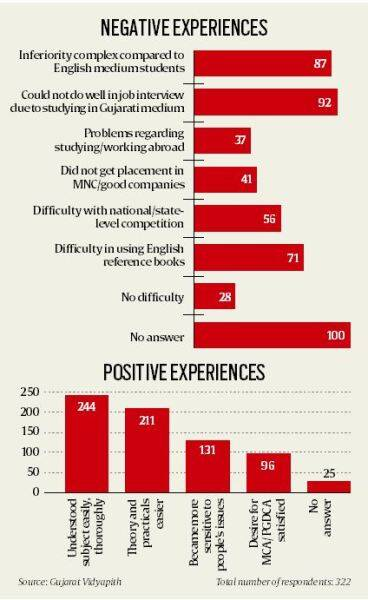 NEGATIVE EXPERIENCES
Inferiority complex compared to
English medium students
87
Could not do well in job interview
due to studying in Gujarati medium
92
Problems regarding
studying/working abroad
37
Did not get placement in
MNC/good companies
41
Difficulty with national/state-
level competition
56
Difficulty in using English
reference books
71
No difficulty
28
No answer
100
POSITIVE EXPERIENCES
250
200
150
100
50
0
244
211
131
96
25
Understood
subject easily,
thoroughly
Theory and
practicals
easier
Became more
sensitive to
people's issues
Desire for
MCA/PGDCA
satisfied
No
answer
Source: Gujarat Vidyapith
Total number of respondents: 322